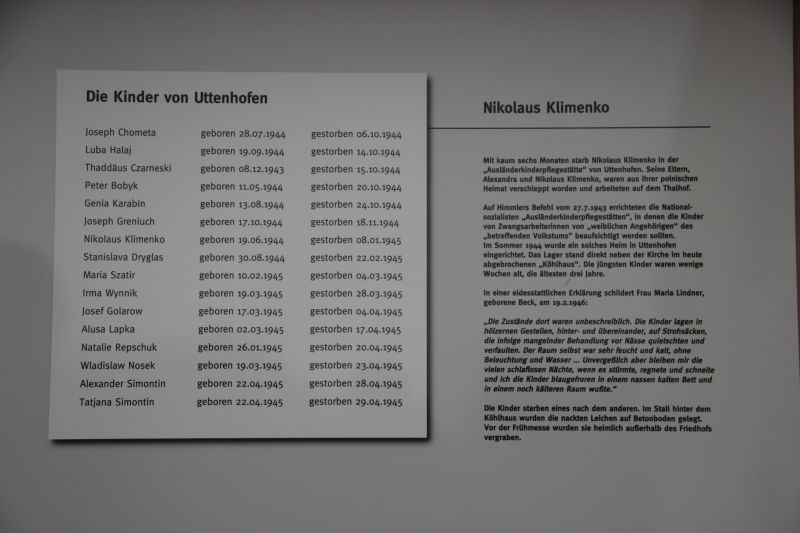 Die Kinder von Uttenhofen
Joseph Chometa geboren 28.07.1944 gestorben 06.10.1944
Luba Halaj geboren 19.09.1944 gestorben 14.10.1944
Thaddäus Czarneski geboren 08.12.1943 gestorben 15.10.1944
Peter Bobyk geboren 11.05.1944 gestorben 20.10.1944
Genia Karabin geboren 13.08.1944 gestorben 24.10.1944
Joseph Greniuch geboren 17.10.1944 gestorben 18.11.1944
Nikolaus Klimenko geboren 19.06.1944 gestorben 08.01.1945
Stanislava Dryglas geboren 30.08.1944 gestorben 22.02.1945
Maria Szatir geboren 10.02.1945 gestorben 04.03.1945
Irma Wynnik geboren 19.03.1945 gestorben 28.03.1945
Josef Golarow geboren 17.03.1945 gestorben 04.04.1945
Alusa Lapka geboren 02.03.1945 gestorben 17.04.1945
Natalie Repschuk geboren 26.01.1945 gestorben 20.04.1945
Wladislaw Nosek geboren 19.03.1945 gestorben 23.04.1945
Alexander Simontin geboren 22.04.1945 gestorben 28.04.1945
Tatjana Simontin geboren 22.04.1945 gestorben 29.04.1945
Nikolaus Klimenko
Mit kaum sechs Monaten starb Nikolaus Klimenko in der
„Ausländerkinderpflegestätte“ von Uttenhofen. Seine Eltern,
Alexandra und Nikolaus Klimenko, waren aus ihrer polnischen
Heimat verschleppt worden und arbeiteten auf dem Thalhof.
Auf Himmlers Befehl vom 27.7.1943 errichteten die National-
sozialisten „Ausländerkinderpflegestätten“, in denen die Kinder
von Zwangsarbeiterinnen von „weiblichen Angehörigen“ des
„betreffenden Volkstums“ beaufsichtigt werden sollten.
Im Sommer 1944 wurde ein solches Heim in Uttenhofen
eingerichtet. Das Lager stand direkt neben der Kirche im heute
abgebrochenen „Köhlhaus“. Die jüngsten Kinder waren wenige
Wochen alt, die ältesten drei Jahre.
In einer eidesstattlichen Erklärung schildert Frau Maria Lindner,
geborene Beck, am 19.2.1946:
„Die Zustände dort waren unbeschreiblich. Die Kinder lagen in
hölzernen Gestellen, hinter- und übereinander, auf Strohsäcken,
die infolge mangelnder Behandlung vor Nässe quietschten und
verfaulten. Der Raum selbst war sehr feucht und kalt, ohne
Beleuchtung und Wasser ... Unvergeßlich aber bleiben mir die
vielen schlaflosen Nächte, wenn es stürmte, regnete und schneite
und ich die Kinder blaugefroren in einem nassen kalten Bett und
in einem noch kälteren Raum wußte.“
Die Kinder starben eines nach dem anderen. Im Stall hinter dem
Köhlhaus wurden die nackten Leichen auf Betonboden gelegt.
Vor der Frühmesse wurden sie heimlich außerhalb des Friedhofs
vergraben.